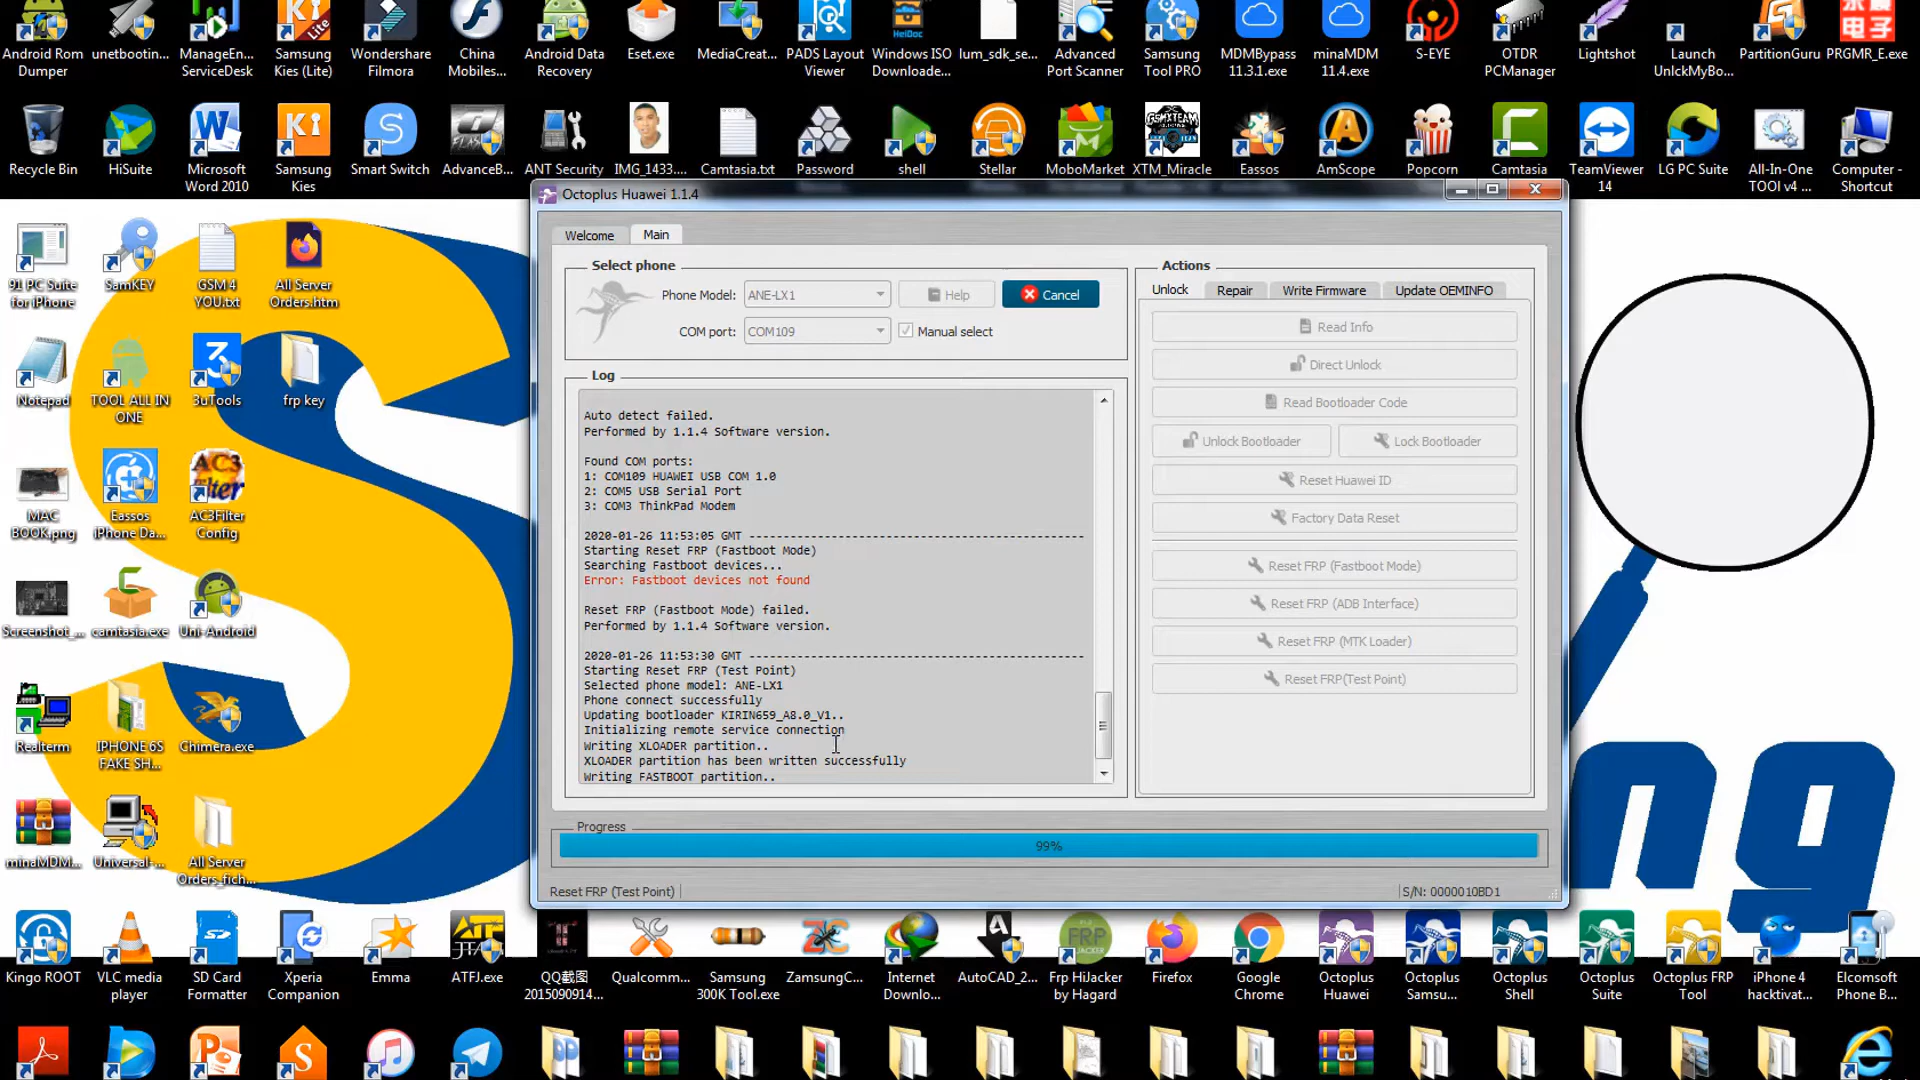 Android Rom Dumper
unetbootin...
ManageEn... ServiceDesk
Samsung Kies (Lite)
Wondershare Filmora
China Mobiles...
Android Data Recovery
Eset.exe
MediaCreat...
PADS Layout Viewer
Windows ISO Downloade...
lum_sdk_se...
Advanced Port Scanner
Samsung Tool PRO
MDMBypass 11.3.1.exe
minaMDM 11.4.exe
S-EYE
OTDR PCManager
Lightshot
Launch UnlckMyBo...
PartitionGuru
PRGMR_E.exe
Recycle Bin
HiSuite
Microsoft Word 2010
Samsung Kies
Smart Switch
AdvanceB...
ANT Security
IMG_1433....
Camtasia.txt
Password
shell
Stellar
MoboMarket
XTM_Miracle
Eassos
AmScope
Popcorn
Camtasia
TeamViewer 14
LG PC Suite
All-In-One TOOl v4 ...
Computer - Shortcut
91 PC Suite for iPhone
SamKEY
GSM 4 YOU.txt
All Server Orders.htm
Notepad
TOOL ALL IN ONE
3uTools
frp key
MAC BOOK.png
Eassos iPhone Da...
AC3Filter Config
Screenshot_...
camtasia.exe
Uni-Android
Realterm
IPHONE 6S FAKE SH...
Chimera.exe
minaMDM...
Universal-...
All Server Orders_fich...
Octoplus Huawei 1.1.4
Welcome
Main
Select phone
Phone Model:
ANE-LX1
Help
Cancel
COM port:
COM109
Manual select
Log
Auto detect failed.
Performed by 1.1.4 Software version.
Found COM ports:
1: COM109 HUAWEI USB COM 1.0
2: COM5 USB Serial Port
3: COM3 ThinkPad Modem
2020-01-26 11:53:05 GMT ---------------------------------------------------
Starting Reset FRP (Fastboot Mode)
Searching Fastboot devices...
Error: Fastboot devices not found
Reset FRP (Fastboot Mode) failed.
Performed by 1.1.4 Software version.
2020-01-26 11:53:30 GMT ---------------------------------------------------
Starting Reset FRP (Test Point)
Selected phone model: ANE-LX1
Phone connect successfully
Updating bootloader KIRIN659_A8.0_V1..
Initializing remote service connection
Writing XLOADER partition..
XLOADER partition has been written successfully
Writing FASTBOOT partition..
Actions
Unlock
Repair
Write Firmware
Update OEMINFO
Read Info
Direct Unlock
Read Bootloader Code
Unlock Bootloader
Lock Bootloader
Reset Huawei ID
Factory Data Reset
Reset FRP (Fastboot Mode)
Reset FRP (ADB Interface)
Reset FRP (MTK Loader)
Reset FRP(Test Point)
Progress
99%
Reset FRP (Test Point)
S/N: 0000010BD1
ng
Kingo ROOT
VLC media player
SD Card Formatter
Xperia Companion
Emma
ATFJ.exe
QQ截图 2015090914...
Qualcomm...
Samsung 300K Tool.exe
ZamsungC...
Internet Downlo...
AutoCAD_2...
Frp HiJacker by Hagard
Firefox
Google Chrome
Octoplus Huawei
Octoplus Samsu...
Octoplus Shell
Octoplus Suite
Octoplus FRP Tool
iPhone 4 hacktivat...
Elcomsoft Phone B...